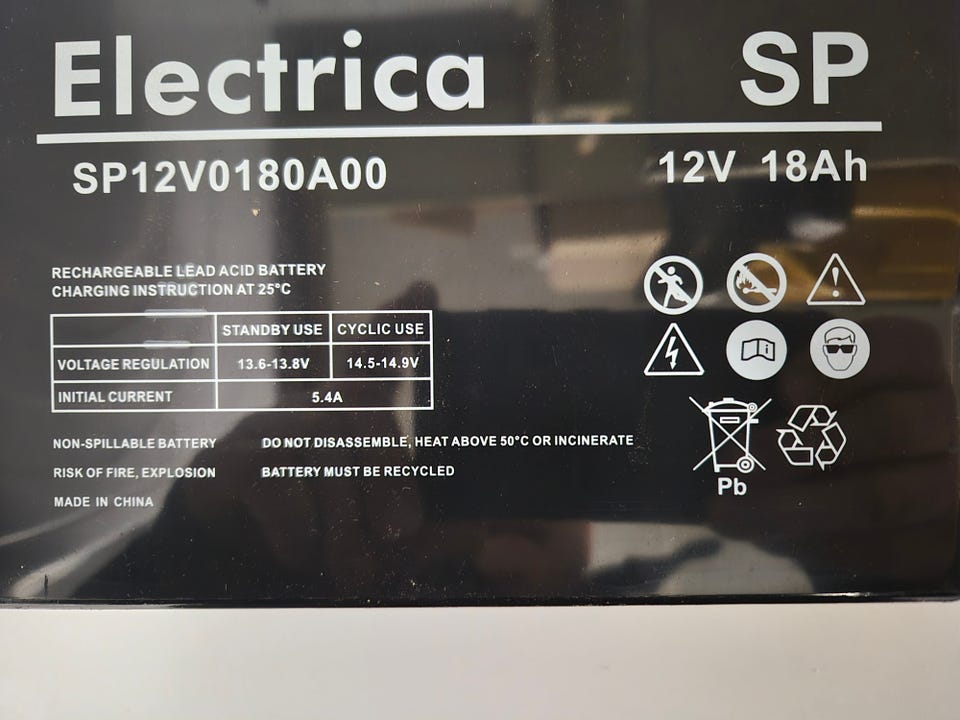 Electrica SP
SP12V0180A00 12V 18Ah
RECHARGEABLE LEAD ACID BATTERY
CHARGING INSTRUCTION AT 25°C
STANDBY USE CYCLIC USE
VOLTAGE REGULATION 13.6-13.8V 14.5-14.9V
INITIAL CURRENT 5.4A
NON-SPILLABLE BATTERY DO NOT DISASSEMBLE, HEAT ABOVE 50°C OR INCINERATE
RISK OF FIRE, EXPLOSION BATTERY MUST BE RECYCLED
MADE IN CHINA
Pb